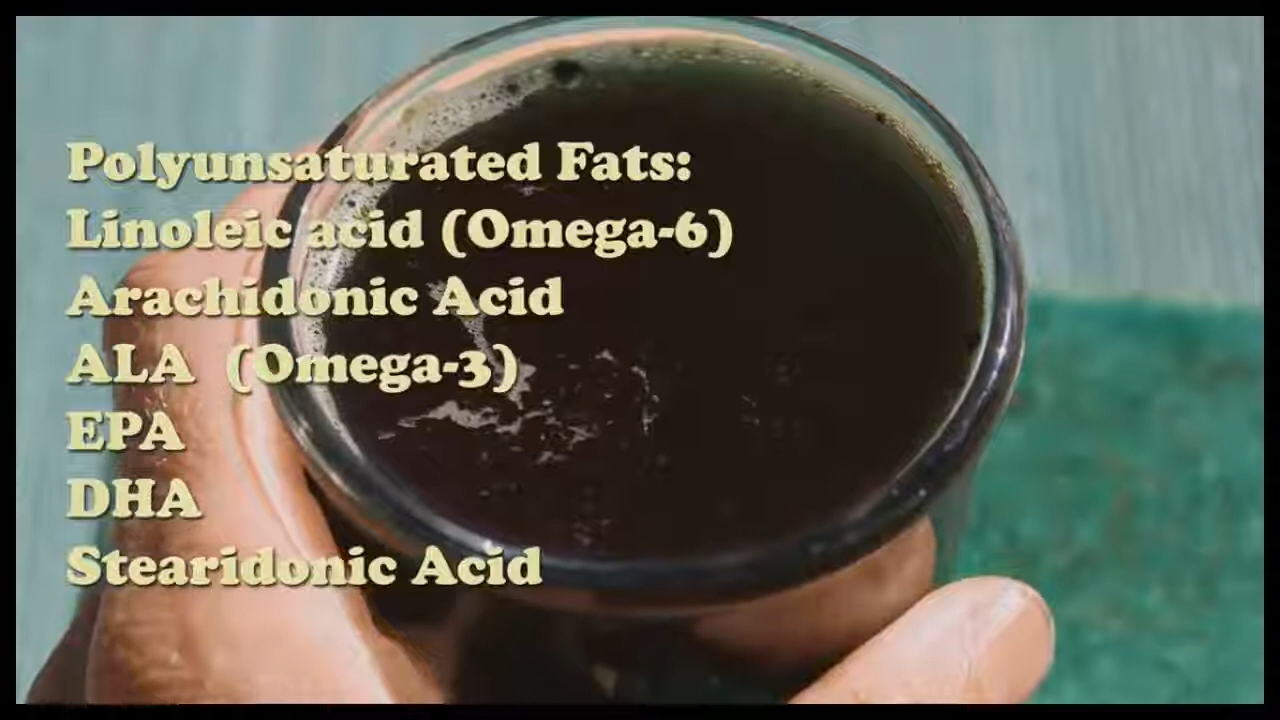 Polyunsaturated Fats:
Linoleic acid (Omega-6)
Arachidonic Acid
ALA (Omega-3)
EPA
DHA
Stearidonic Acid